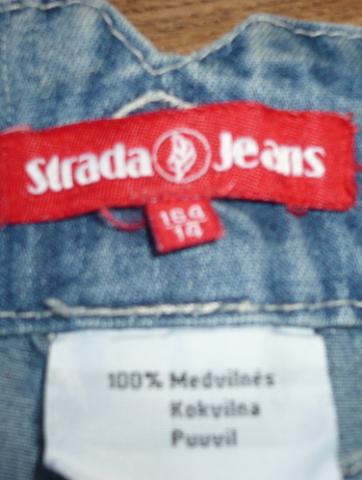 Strada Jeans
164
14
100% Medvilnės
Kokvilna
Puuvil